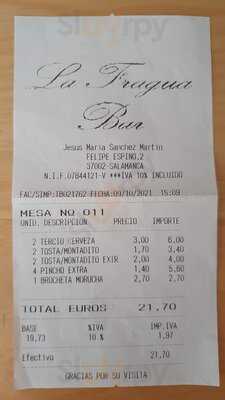 La Fragua
Bar
Jesus Maria Sanchez Martin
FELIPE ESPINO,2
37002-SALAMANCA
N.I.F.07844121-V ***IVA 10% INCLUIDO
FAC/SIMP:TB021762 FECHA:09/10/2021 15:09
MESA Nº 011
UNID. DESCRIPCION PRECIO IMPORTE
2 TERCIO CERVEZA 3,00 6,00
2 TOSTA/MONTADITO 1,70 3,40
2 TOSTA/MONTADITO EXTR 2,00 4,00
4 PINCHO EXTRA 1,40 5,60
1 BROCHETA MORUCHA 2,70 2,70
TOTAL EUROS 21,70
BASE %IVA IMP.IVA
19,73 10 % 1,97
Efectivo 21,70
GRACIAS POR SU VISITA